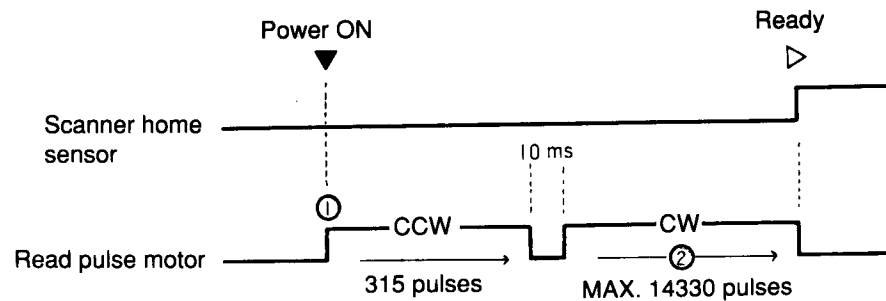 Power ON
Ready
Scanner home
sensor
10 ms
①
CCW
CW
Read pulse motor
315 pulses
②
MAX. 14330 pulses